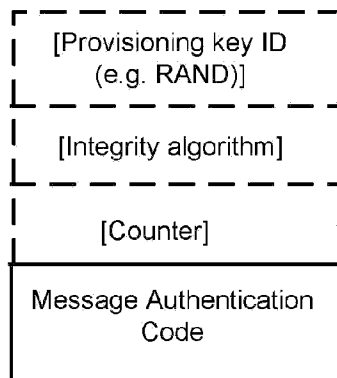 [Provisioning key ID
(e.g. RAND)]
[Integrity algorithm]
[Counter]
Message Authentication
Code